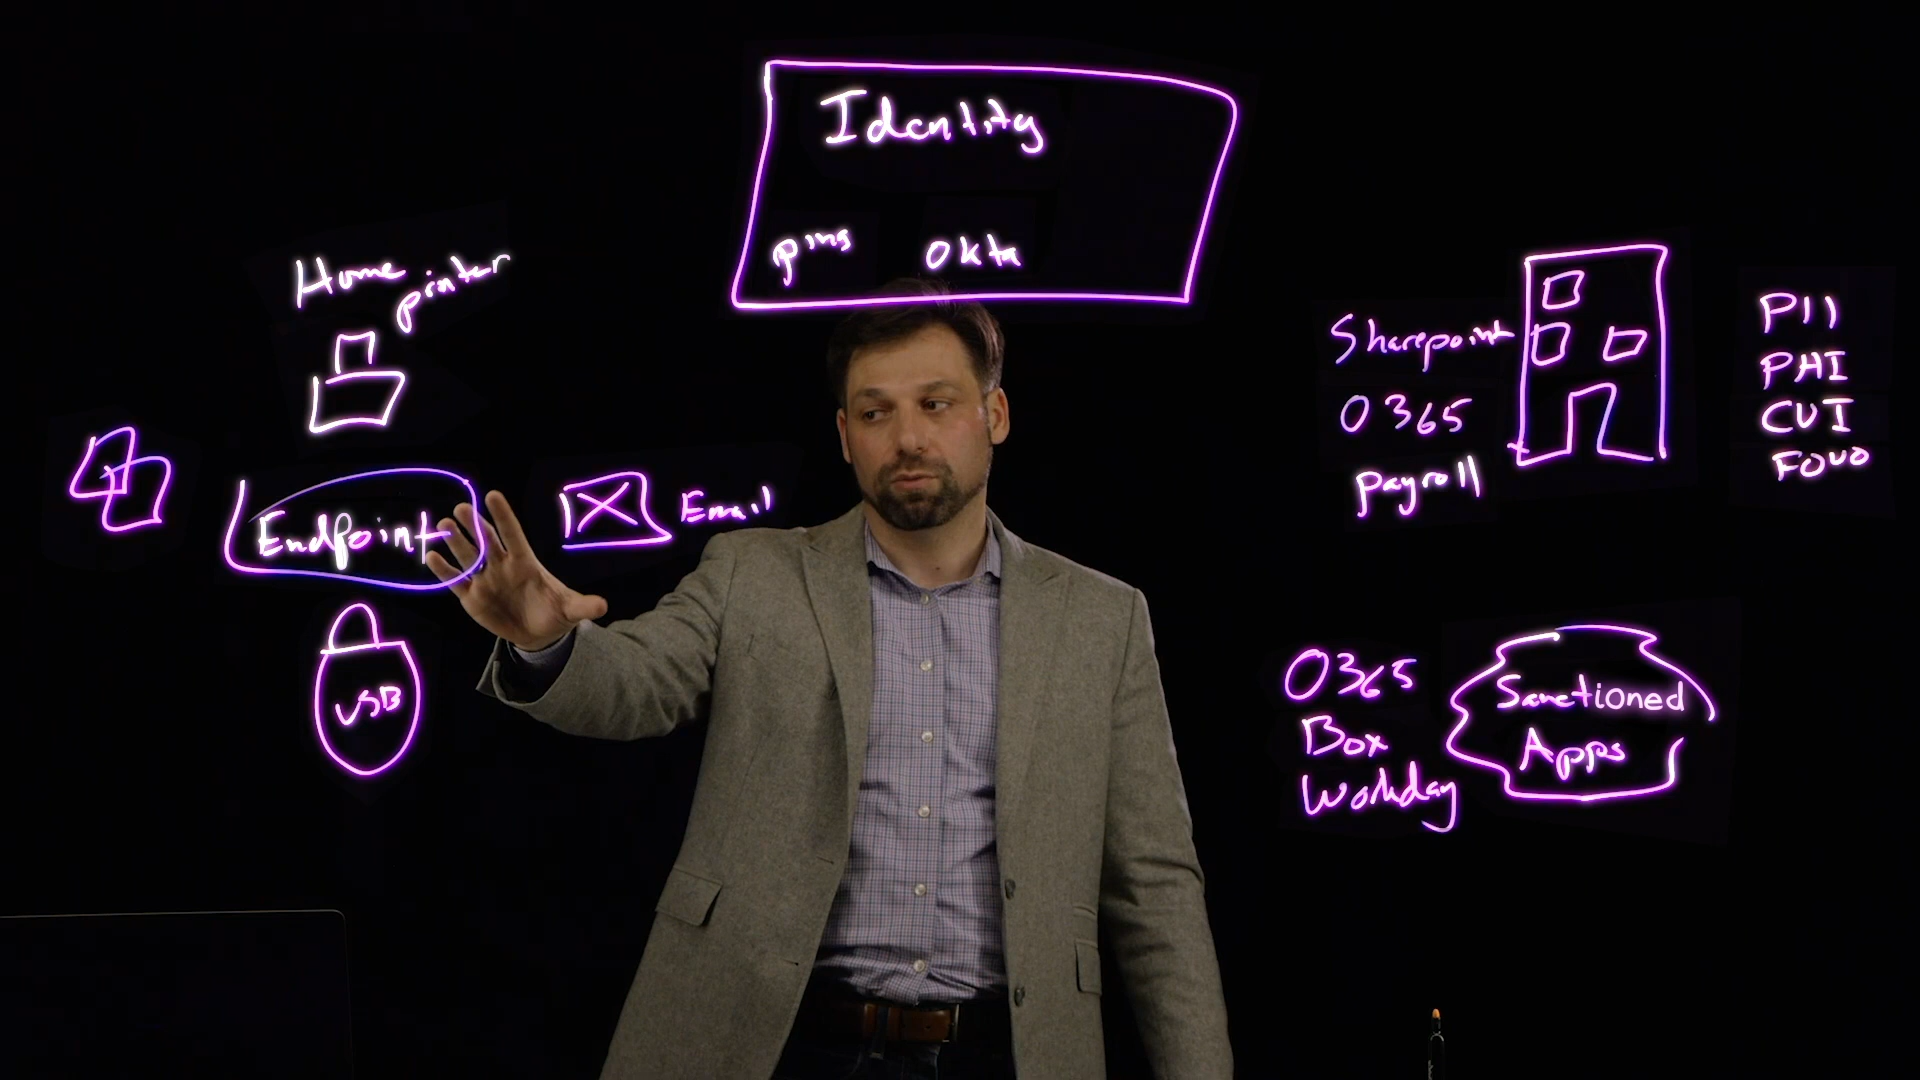 Identity
ping okta
Home printer
Endpoint
Email
USB
Sharepoint
O365
payroll
PII
PHI
CUI
FOUO
O365
Box
Workday
Sanctioned
Apps